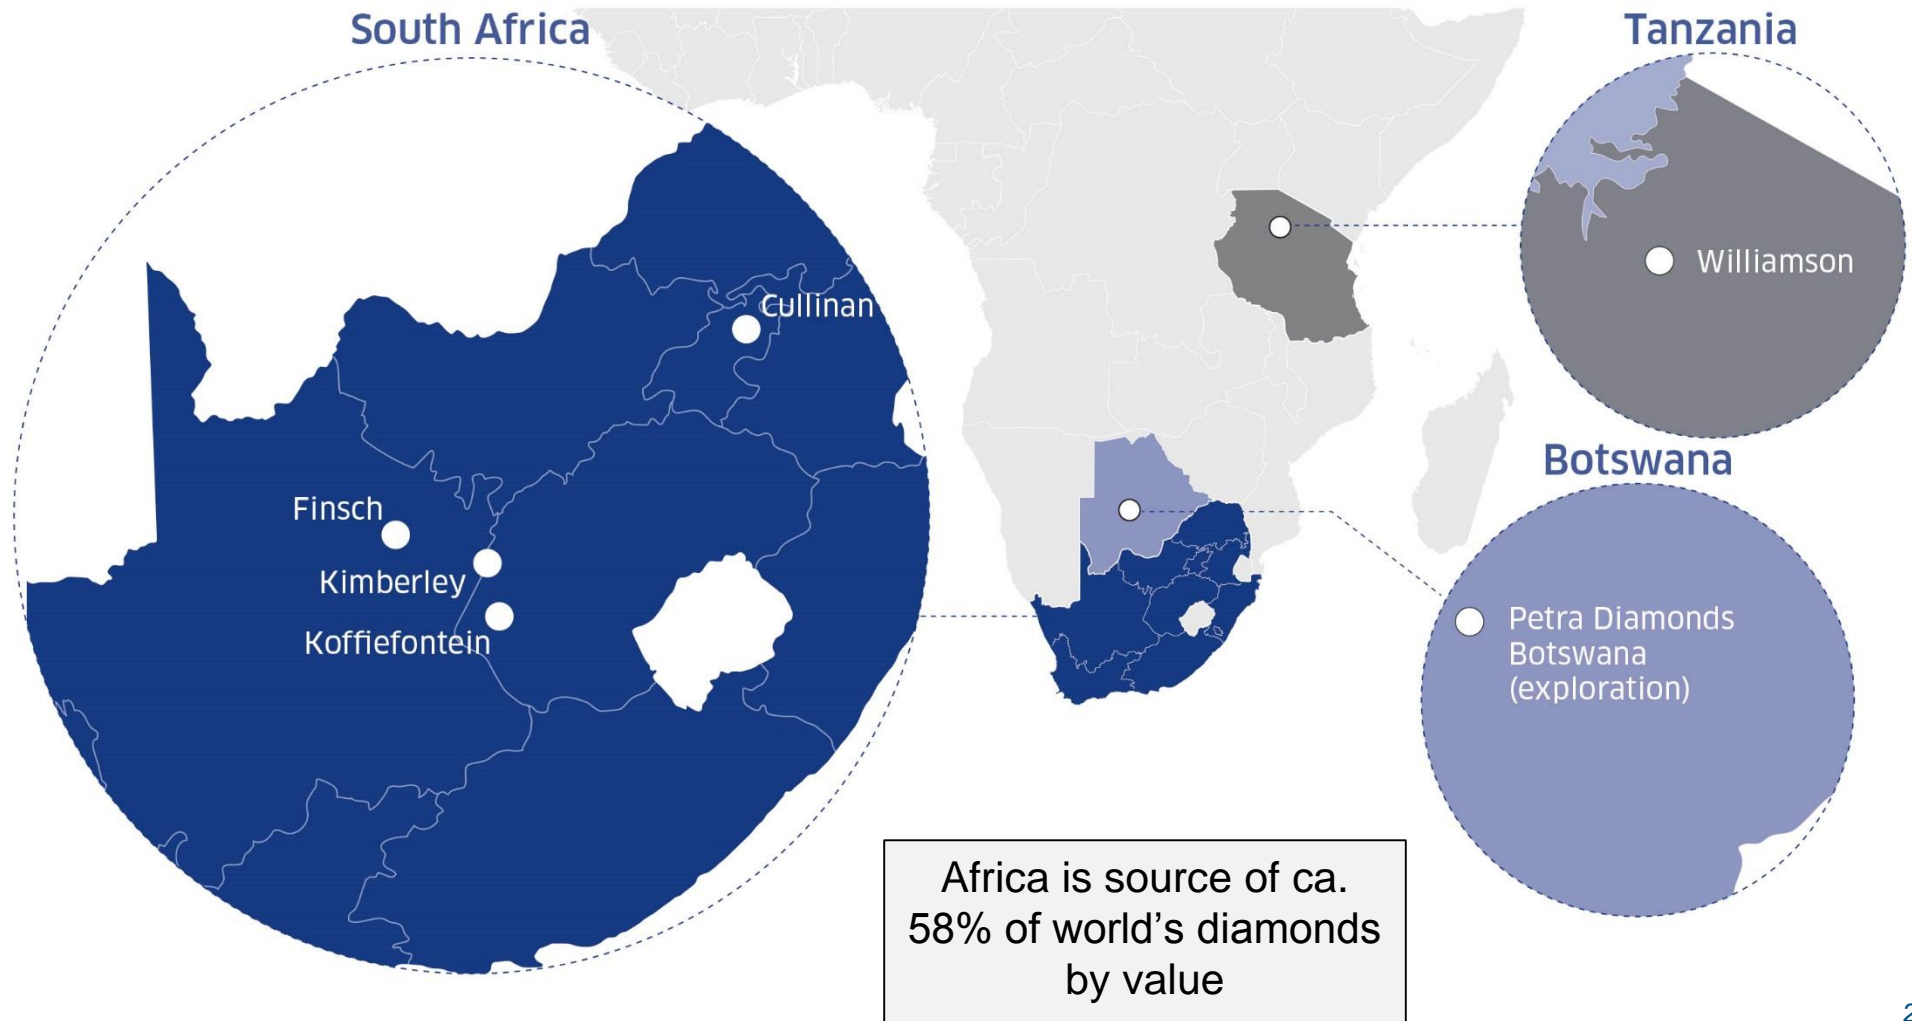 South Africa
Tanzania
Williamson
Cullinan
Finsch
Kimberley
Koffiefontein
Botswana
Petra Diamonds
Botswana
(exploration)
Africa is source of ca.
58% of world’s diamonds
by value
2